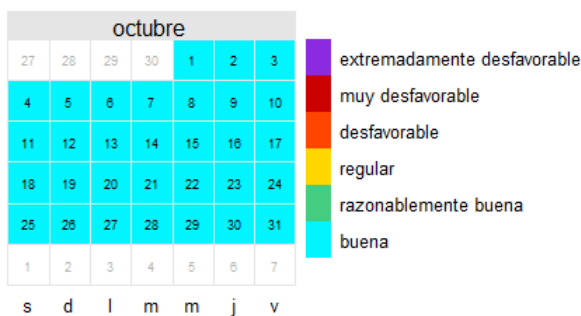 octubre
27 28 29 30 1 2 3
4 5 6 7 8 9 10
11 12 13 14 15 16 17
18 19 20 21 22 23 24
25 26 27 28 29 30 31
1 2 3 4 5 6 7
s d l m m j v
extremadamente desfavorable
muy desfavorable
desfavorable
regular
razonablemente buena
buena